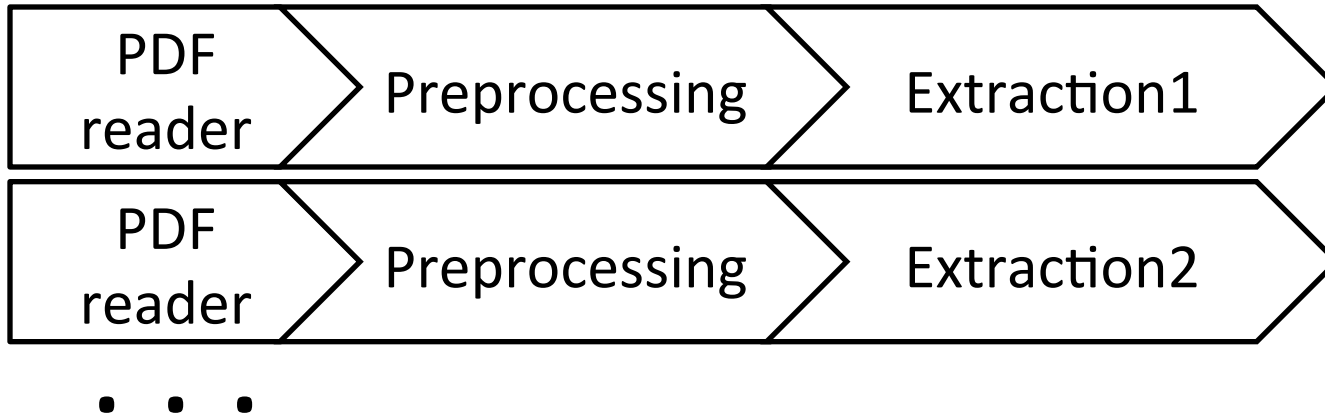 PDF
reader
Preprocessing
Extraction1
PDF
reader
Preprocessing
Extraction2
. . .